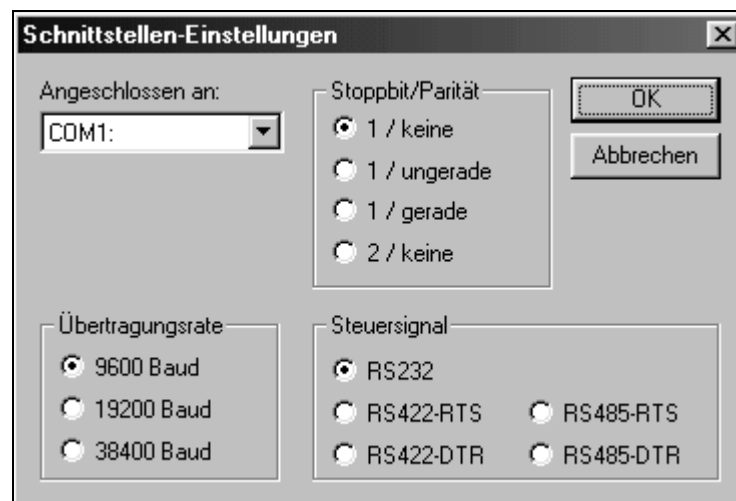 Schnittstellen-Einstellungen
Angeschlossen an:
COM1:
Stoppbit/Parität
1 / keine
1 / ungerade
1 / gerade
2 / keine
OK
Abbrechen
Übertragungsrate
9600 Baud
19200 Baud
38400 Baud
Steuersignal
RS232
RS422-RTS
RS485-RTS
RS422-DTR
RS485-DTR